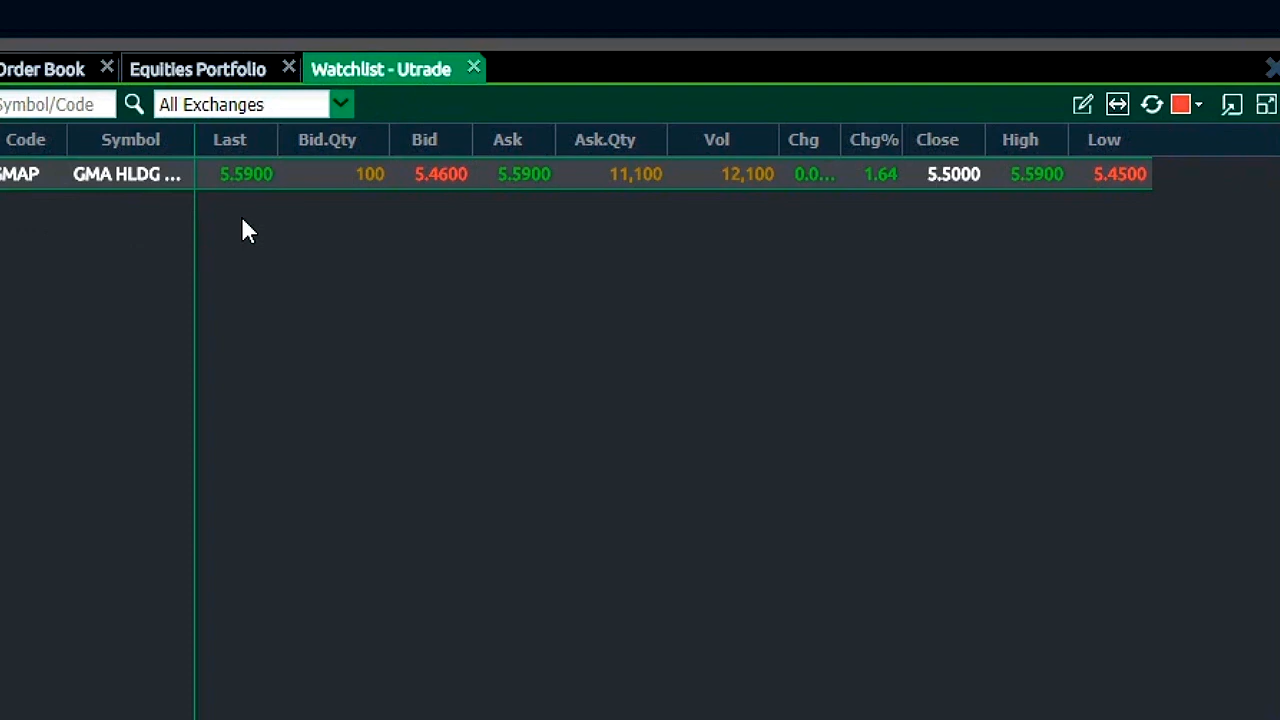 Order Book Equities Portfolio Watchlist - Utrade
Symbol/Code All Exchanges
Code Symbol Last Bid.Qty Bid Ask Ask.Qty Vol Chg Chg% Close High Low
SMAP GMA HLDG ... 5.5900 100 5.4600 5.5900 11,100 12,100 0.0... 1.64 5.5000 5.5900 5.4500